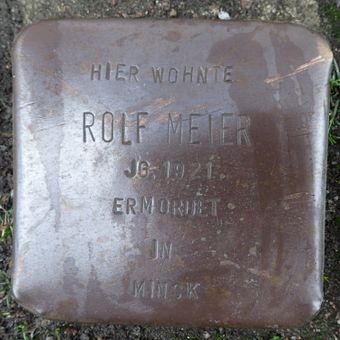 HIER WOHNTE
ROLF MEIER
JG. 1921
ERMORDET
IN
MINSK